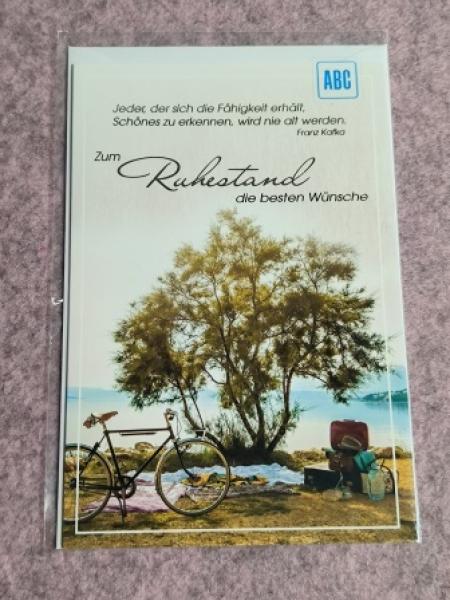 ABC
Jeder, der sich die Fähigkeit erhält,
Schönes zu erkennen, wird nie alt werden.
Franz Kafka
Zum
Ruhestand
die besten Wünsche